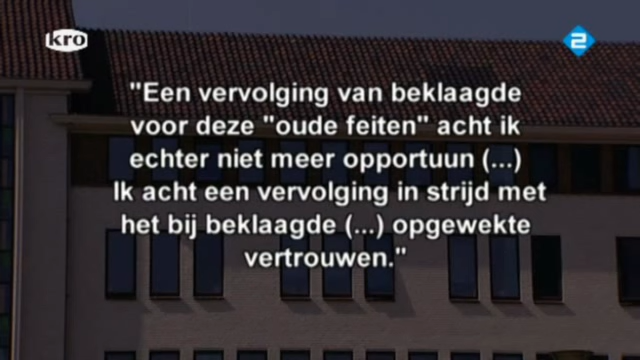 kro
2
"Een vervolging van beklaagde
voor deze "oude feiten" acht ik
echter niet meer opportuun (...)
Ik acht een vervolging in strijd met
het bij beklaagde (...) opgewekte
vertrouwen."